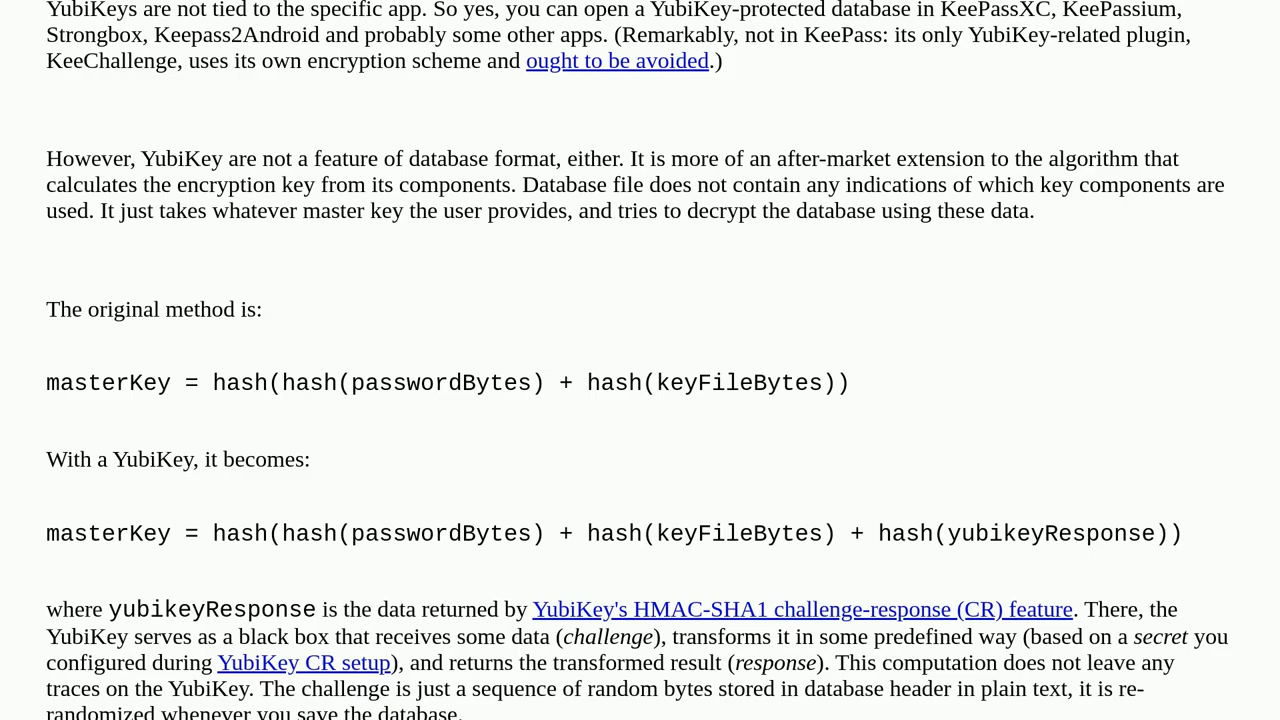 YubiKeys are not tied to the specific app. So yes, you can open a YubiKey-protected database in KeePassXC, KeePassium,
Strongbox, Keepass2Android and probably some other apps. (Remarkably, not in KeePass: its only YubiKey-related plugin,
KeeChallenge, uses its own encryption scheme and ought to be avoided.)
However, YubiKey are not a feature of database format, either. It is more of an after-market extension to the algorithm that
calculates the encryption key from its components. Database file does not contain any indications of which key components are
used. It just takes whatever master key the user provides, and tries to decrypt the database using these data.
The original method is:
masterKey = hash(hash(passwordBytes) + hash(keyFileBytes))
With a YubiKey, it becomes:
masterKey = hash(hash(passwordBytes) + hash(keyFileBytes) + hash(yubikeyResponse))
where yubikeyResponse is the data returned by YubiKey's HMAC-SHA1 challenge-response (CR) feature. There, the
YubiKey serves as a black box that receives some data (challenge), transforms it in some predefined way (based on a secret you
configured during YubiKey CR setup), and returns the transformed result (response). This computation does not leave any
traces on the YubiKey. The challenge is just a sequence of random bytes stored in database header in plain text, it is re-
randomized whenever you save the database.